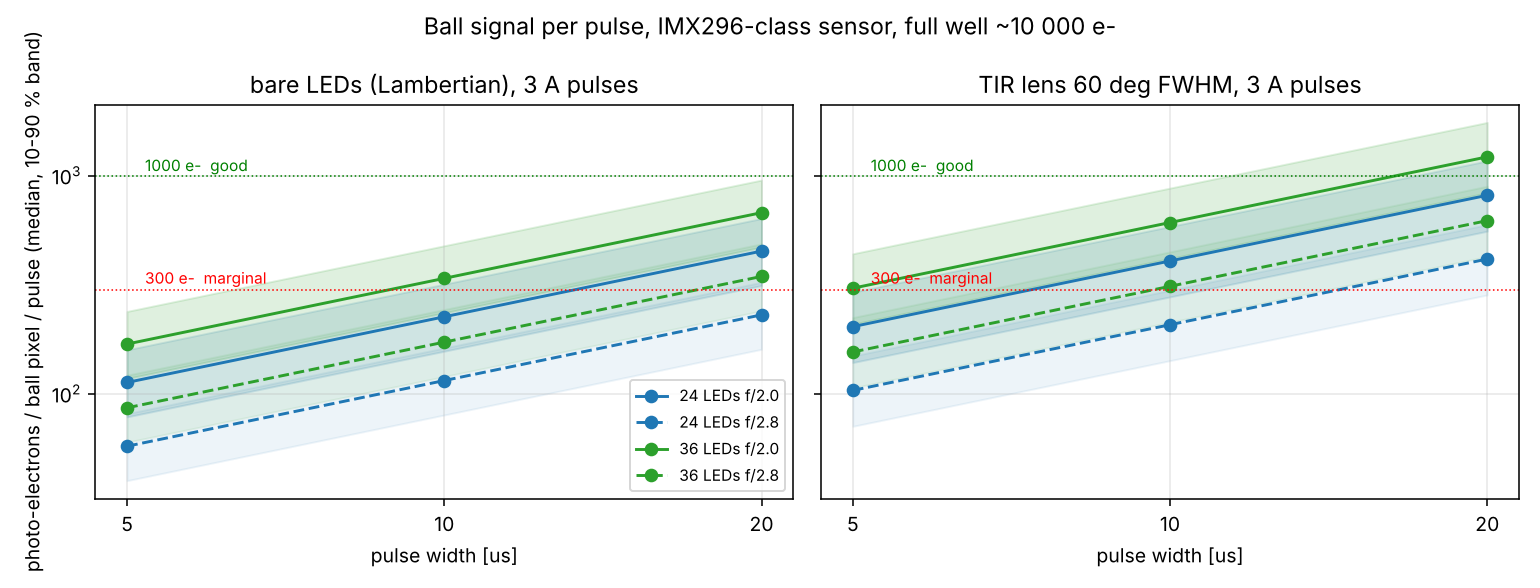 Ball signal per pulse, IMX296-class sensor, full well ~10 000 e-
photo-electrons / ball pixel / pulse (median, 10-90 % band)
bare LEDs (Lambertian), 3 A pulses
10³
10²
1000 e-  good
300 e-  marginal
24 LEDs f/2.0
24 LEDs f/2.8
36 LEDs f/2.0
36 LEDs f/2.8
5
10
20
pulse width [us]
TIR lens 60 deg FWHM, 3 A pulses
1000 e-  good
300 e-  marginal
5
10
20
pulse width [us]